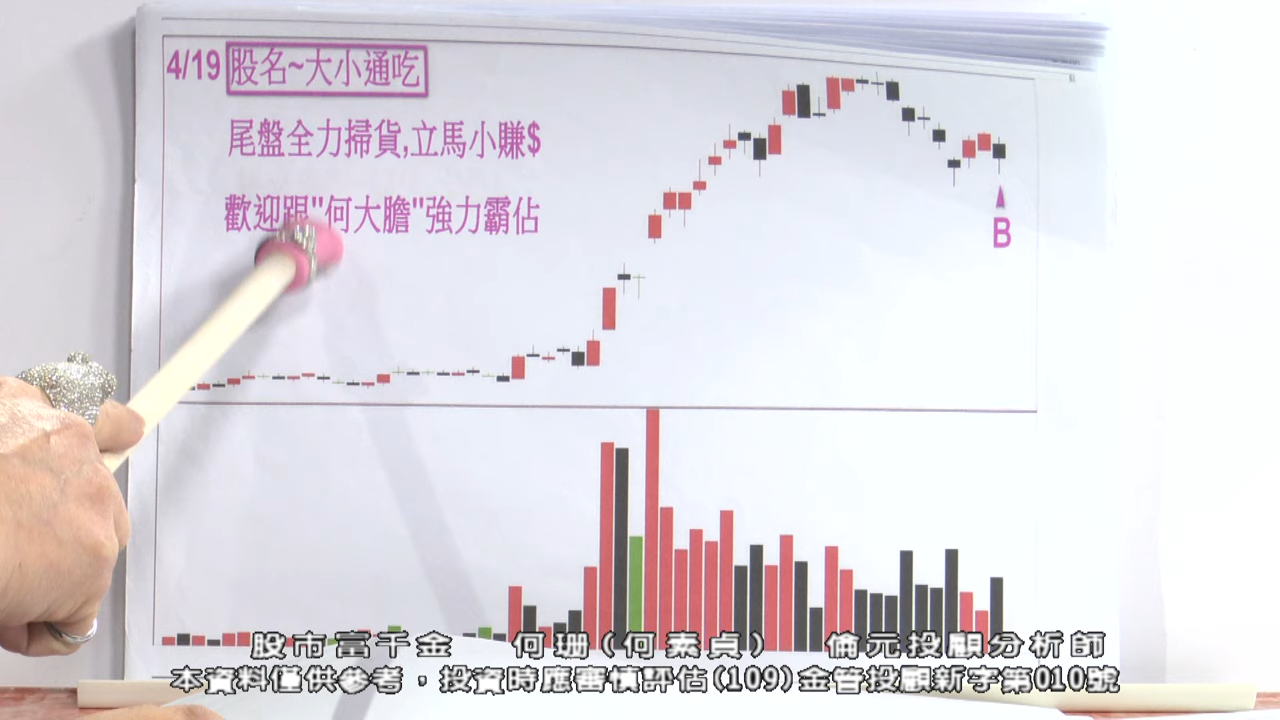 4/19 股名~大小通吃
尾盤全力掃貨,立馬小賺$
歡迎跟"何大膽"強力霸佔
B
股市富千金 何珊(何素貞) 倫元投顧分析師
本資料僅供參考，投資時應審慎評估(109)金管投顧新字第010號